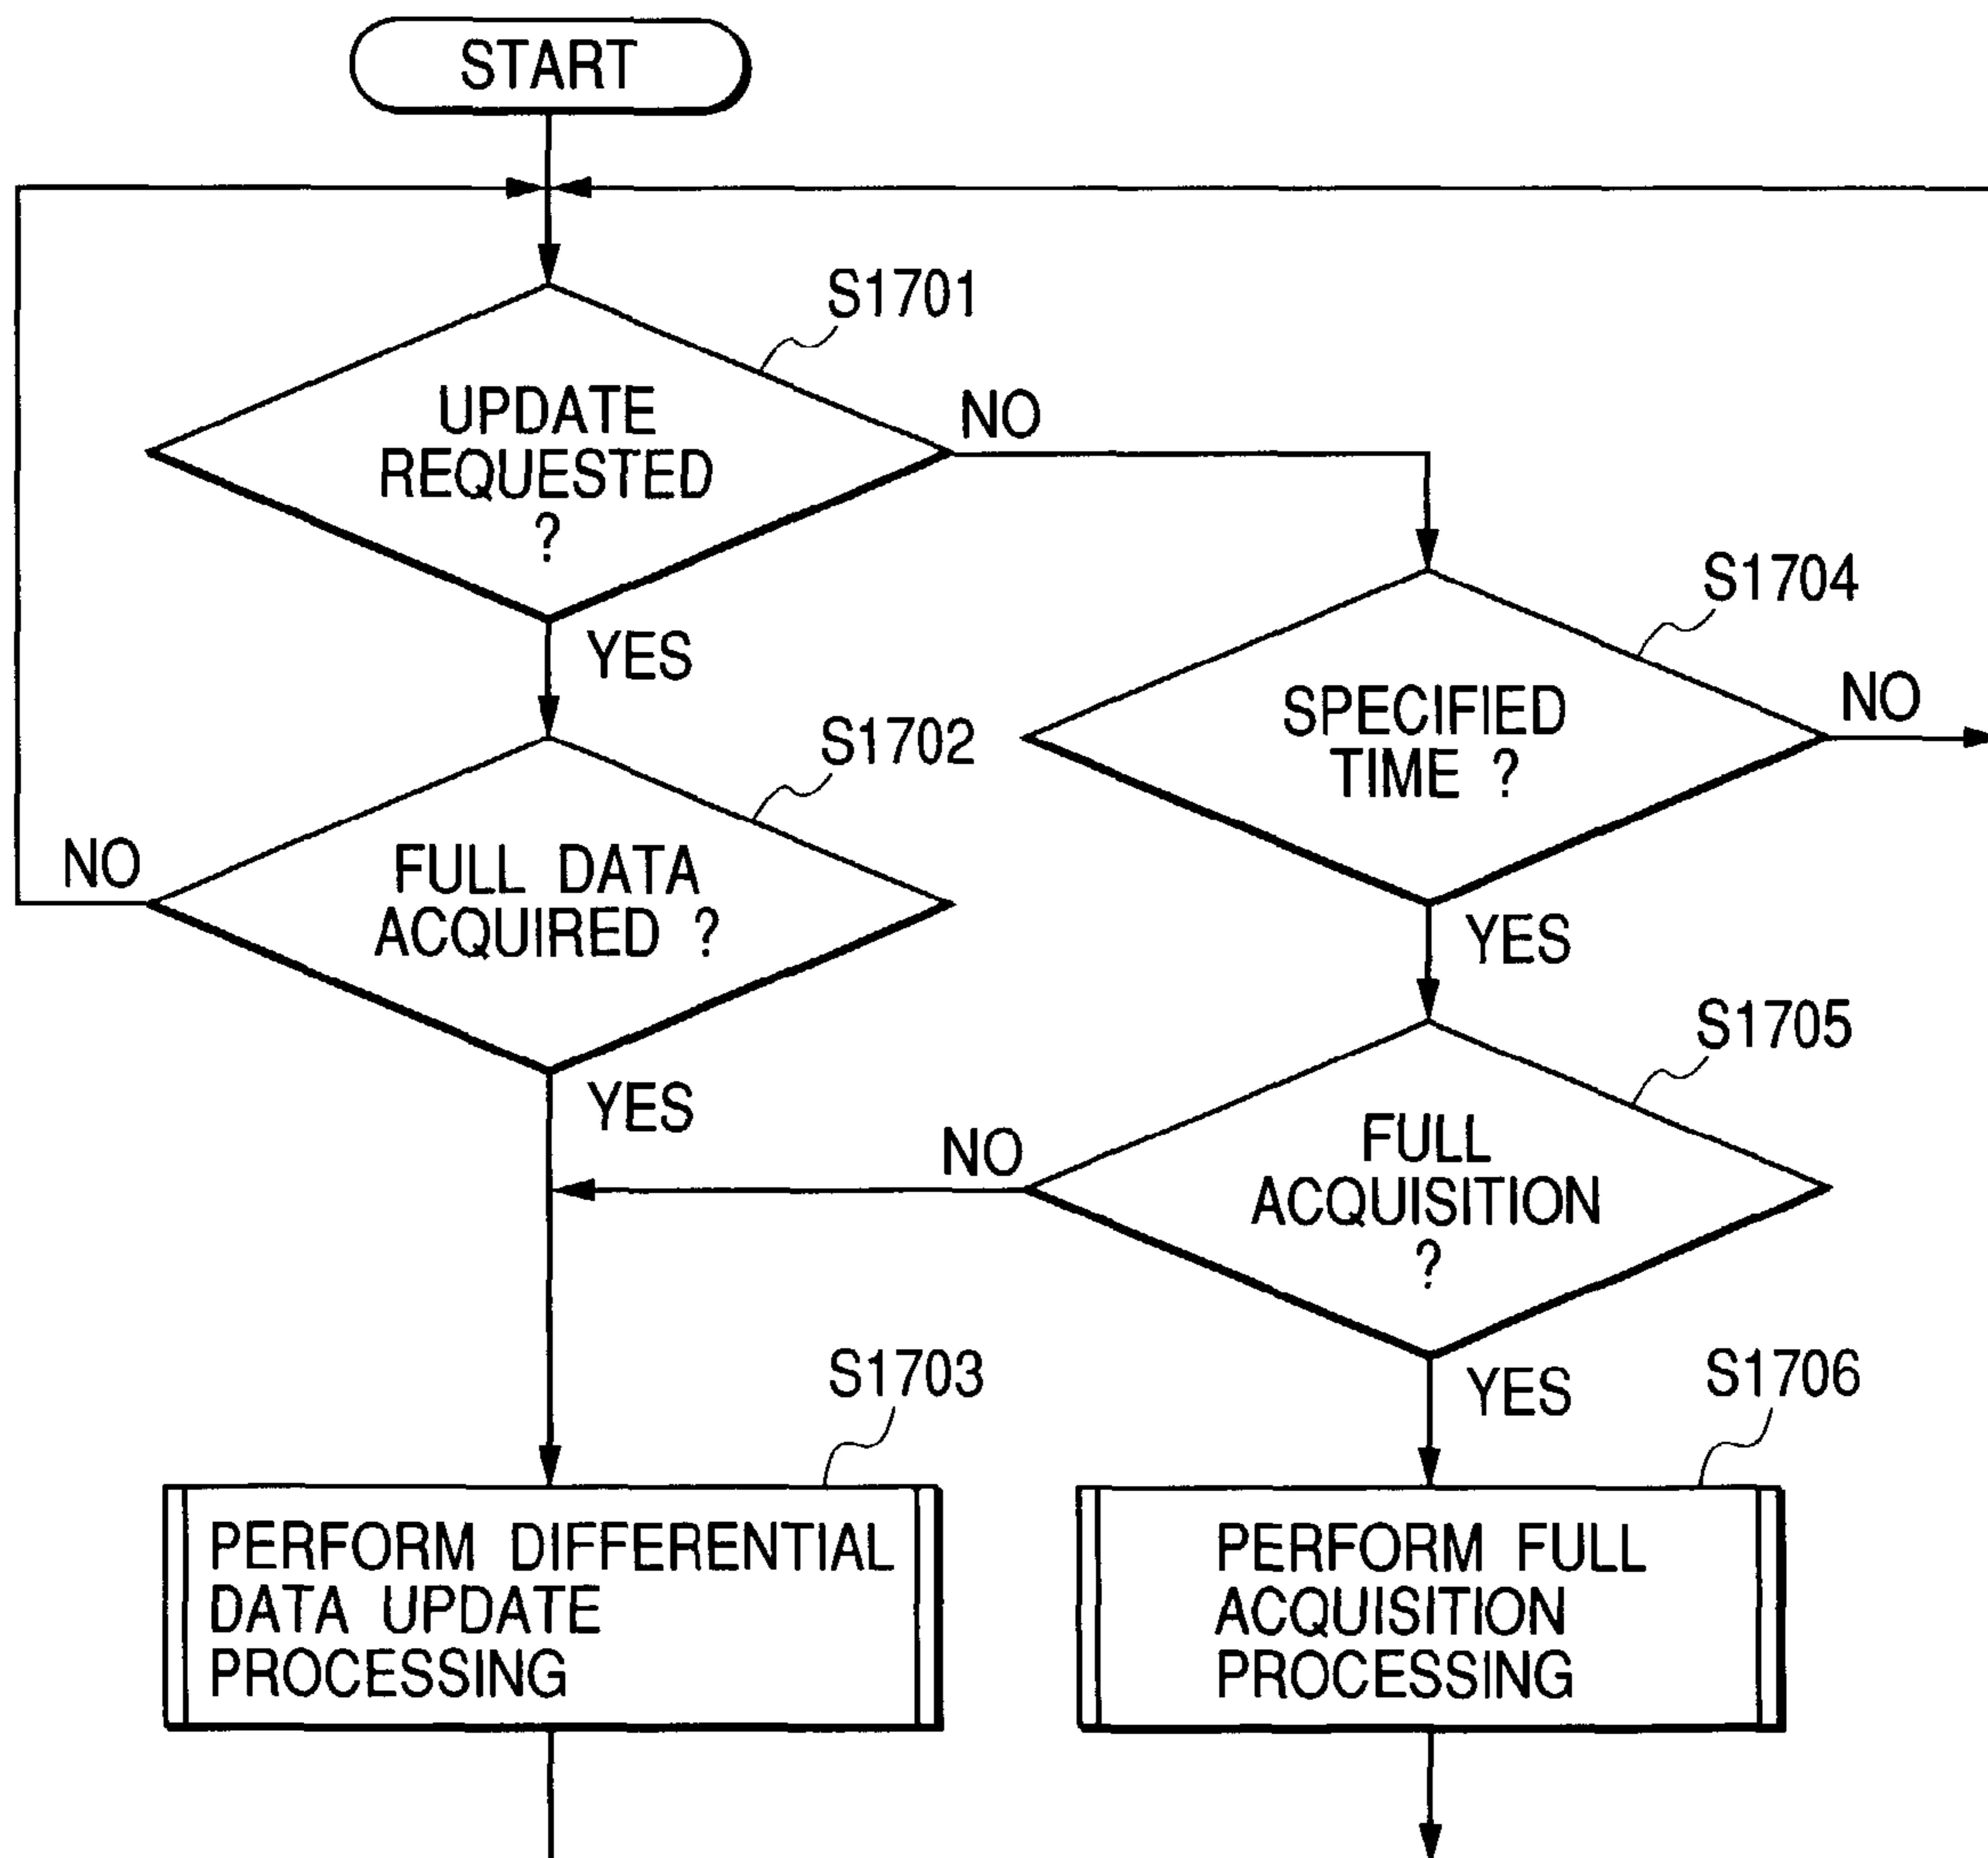 START
S1701
UPDATE
REQUESTED
?
NO
YES
S1702
FULL DATA
ACQUIRED ?
NO
YES
S1704
SPECIFIED
TIME ?
NO
YES
S1705
FULL
ACQUISITION
?
NO
YES
S1703
PERFORM DIFFERENTIAL
DATA UPDATE
PROCESSING
S1706
PERFORM FULL
ACQUISITION
PROCESSING